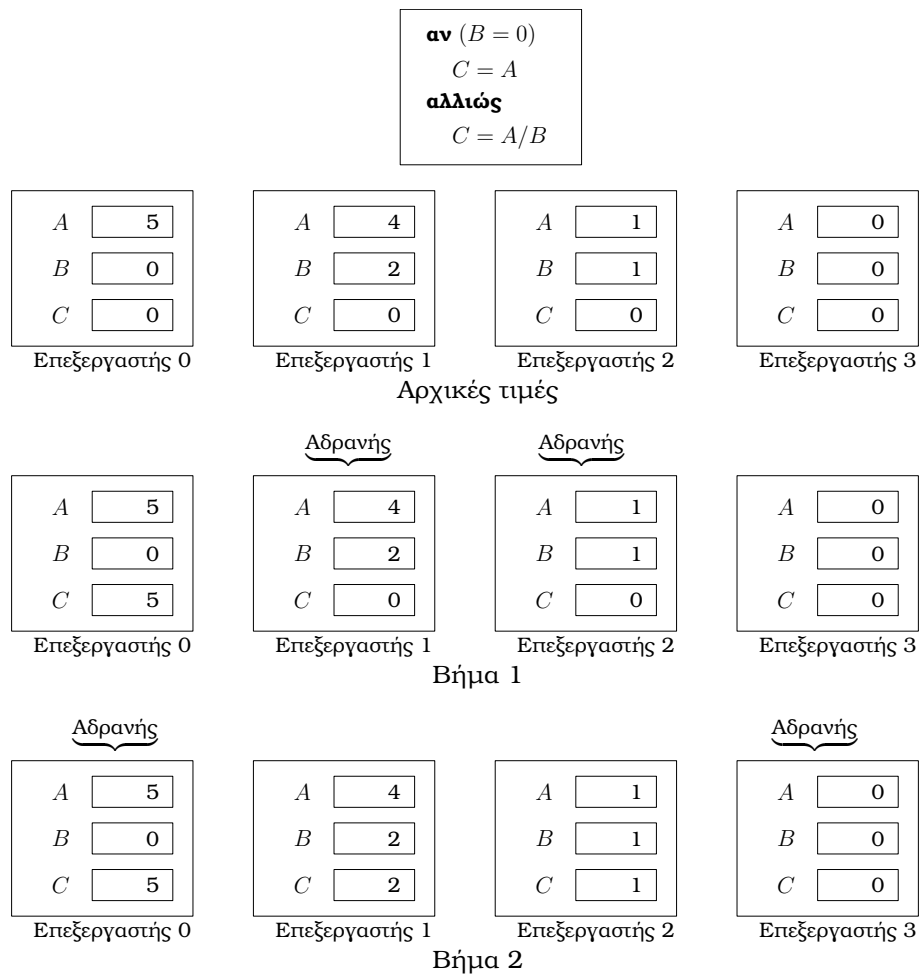 αν (B = 0)
C = A
αλλιώς
C = A/B
A 5 A 4 A 1 A 0
B 0 B 2 B 1 B 0
C 0 C 0 C 0 C 0
Επεξεργαστής 0 Επεξεργαστής 1 Επεξεργαστής 2 Επεξεργαστής 3
Αρχικές τιμές
Αδρανής Αδρανής
A 5 A 4 A 1 A 0
B 0 B 2 B 1 B 0
C 5 C 0 C 0 C 0
Επεξεργαστής 0 Επεξεργαστής 1 Επεξεργαστής 2 Επεξεργαστής 3
Βήμα 1
Αδρανής Αδρανής
A 5 A 4 A 1 A 0
B 0 B 2 B 1 B 0
C 5 C 2 C 1 C 0
Επεξεργαστής 0 Επεξεργαστής 1 Επεξεργαστής 2 Επεξεργαστής 3
Βήμα 2